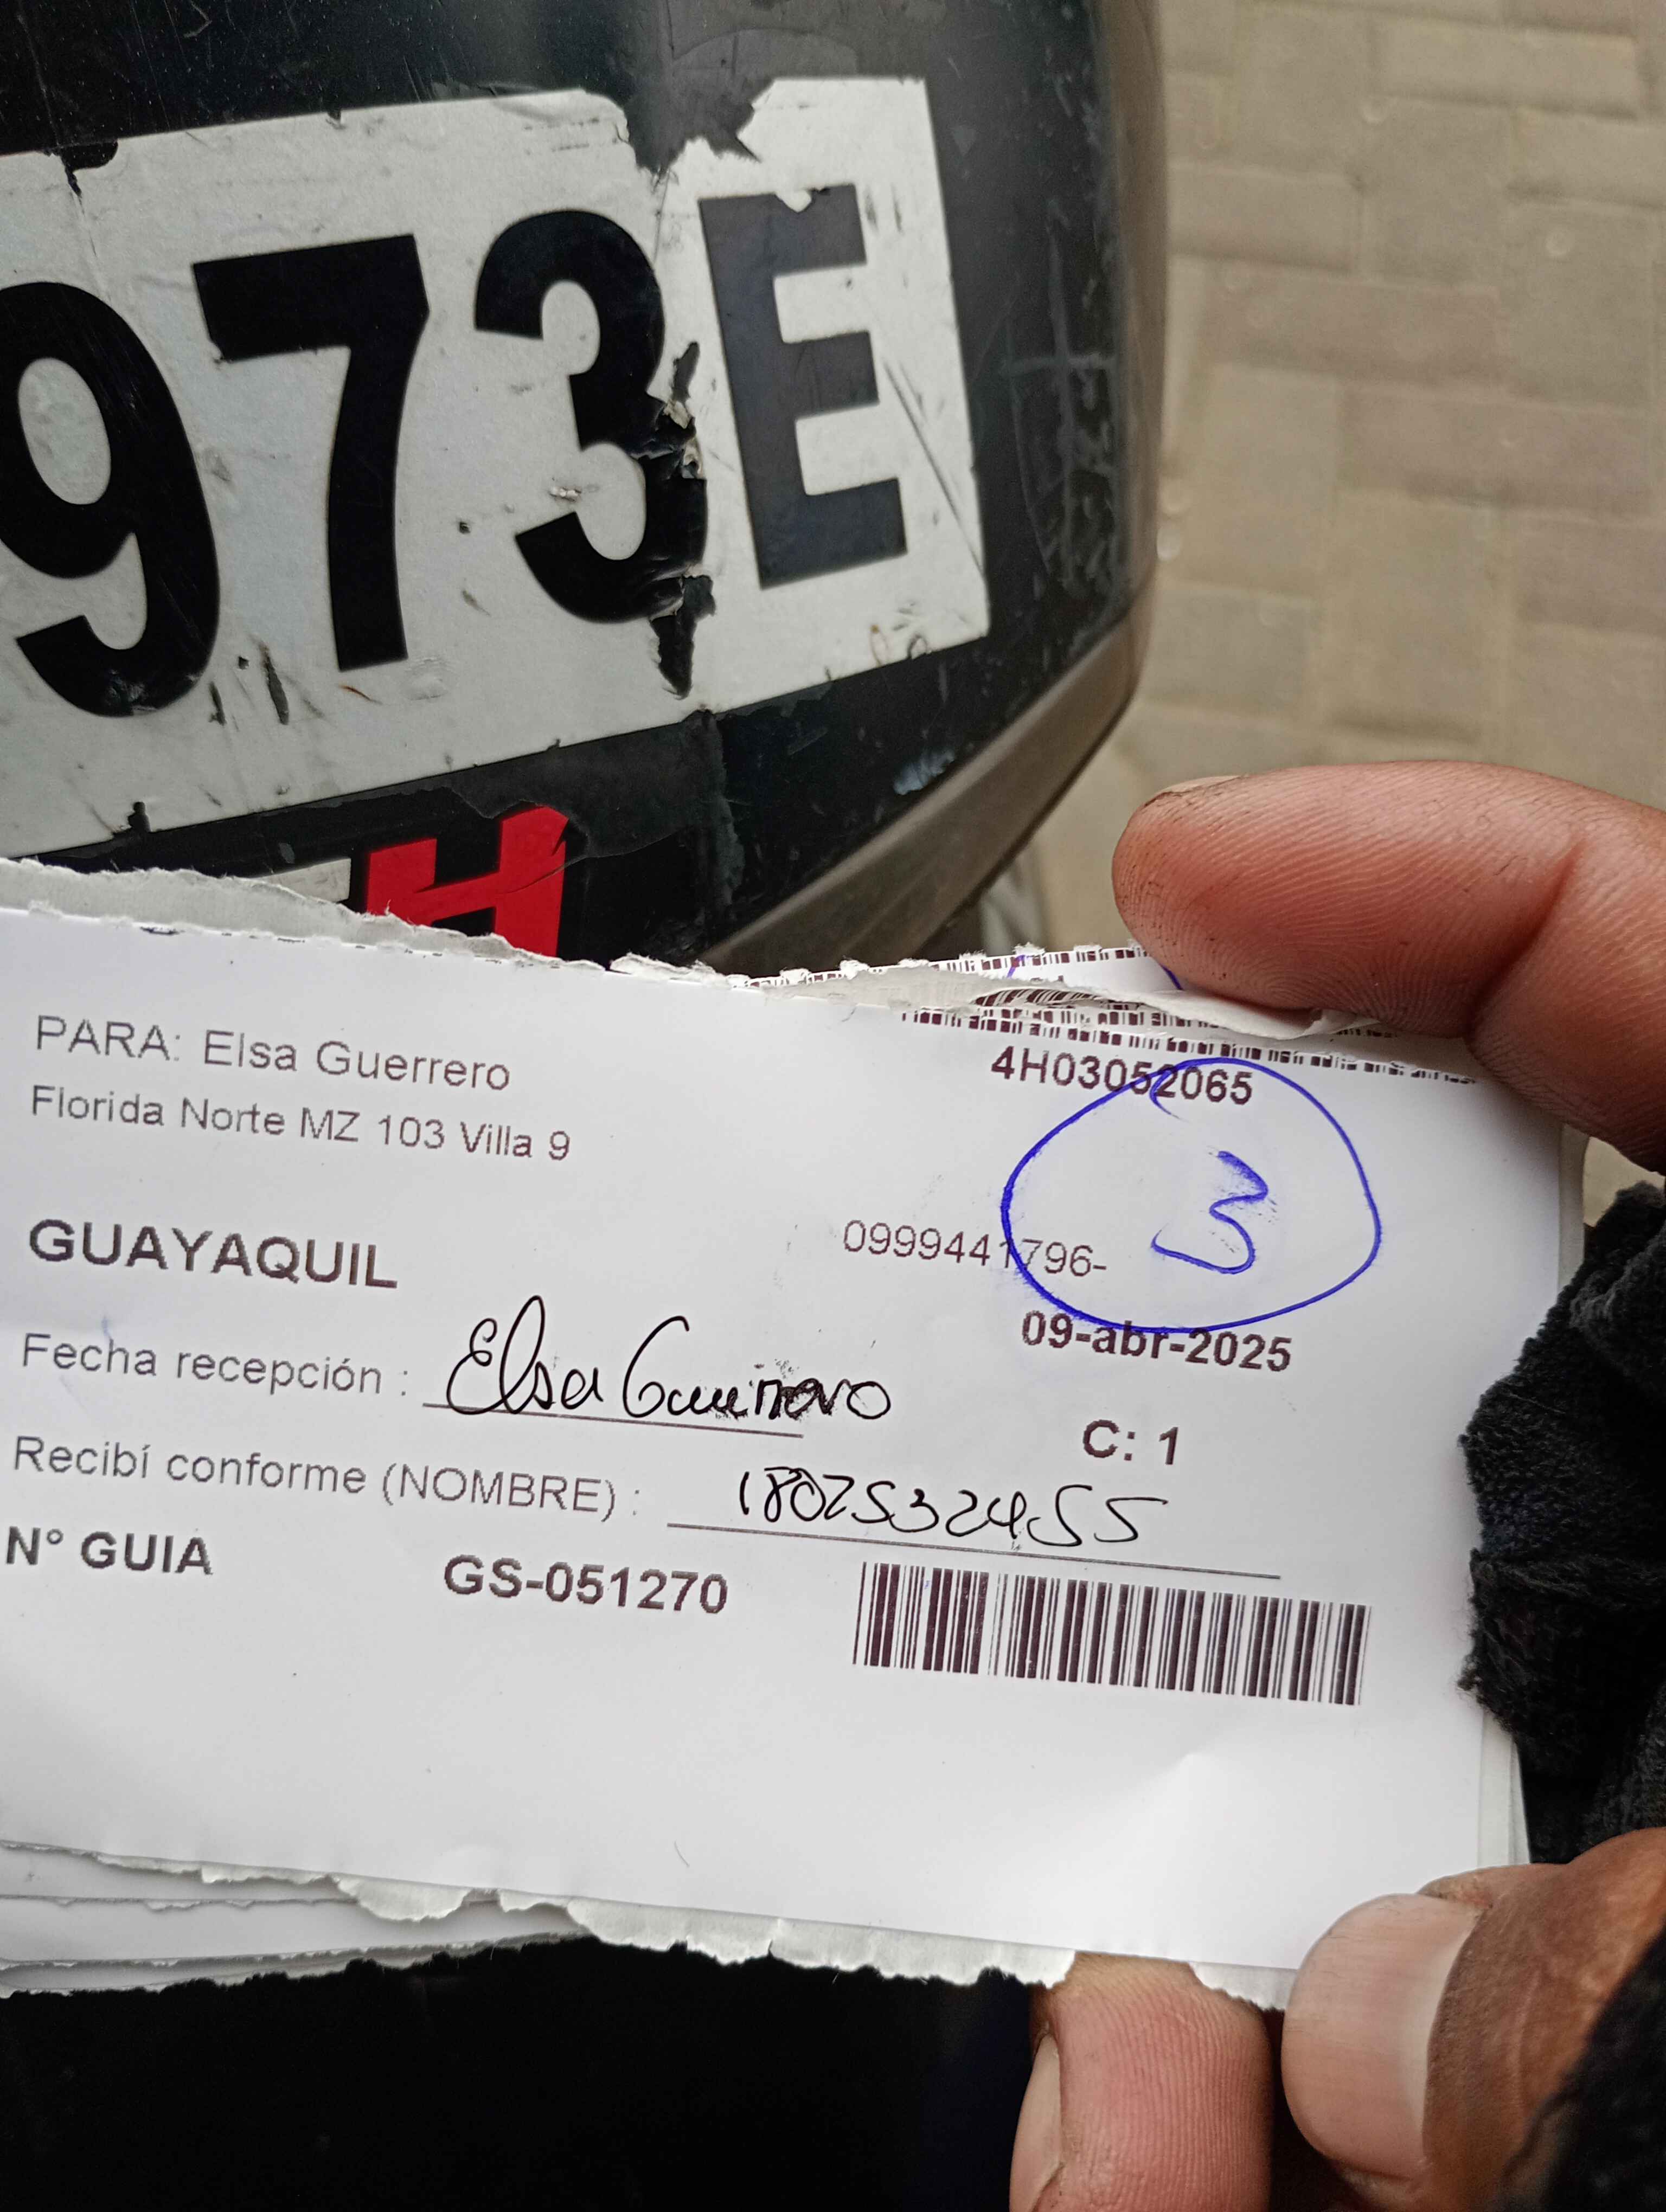 973E
H
PARA: Elsa Guerrero
Florida Norte MZ 103 Villa 9
4H03052065
3
GUAYAQUIL
0999441796-
09-abr-2025
Fecha recepción : Elsa Guerrero
C: 1
Recibí conforme (NOMBRE) : 1802532455
N° GUIA GS-051270